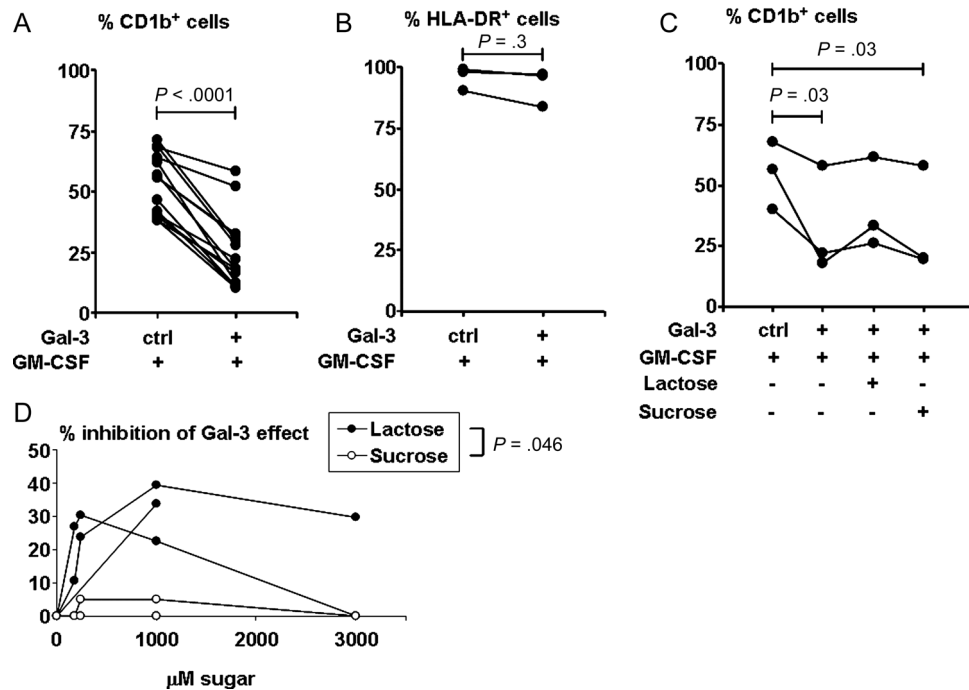 A
% CD1b⁺ cells
P < .0001
100
75
50
25
0
Gal-3 ctrl +
GM-CSF + +
B
% HLA-DR⁺ cells
P = .3
100
75
50
25
0
Gal-3 ctrl +
GM-CSF + +
C
% CD1b⁺ cells
P = .03
P = .03
100
75
50
25
0
Gal-3 ctrl + + +
GM-CSF + + + +
Lactose - - + -
Sucrose - - - +
D
% inhibition of Gal-3 effect
Lactose
Sucrose
P = .046
50
40
30
20
10
0
0 1000 2000 3000
μM sugar